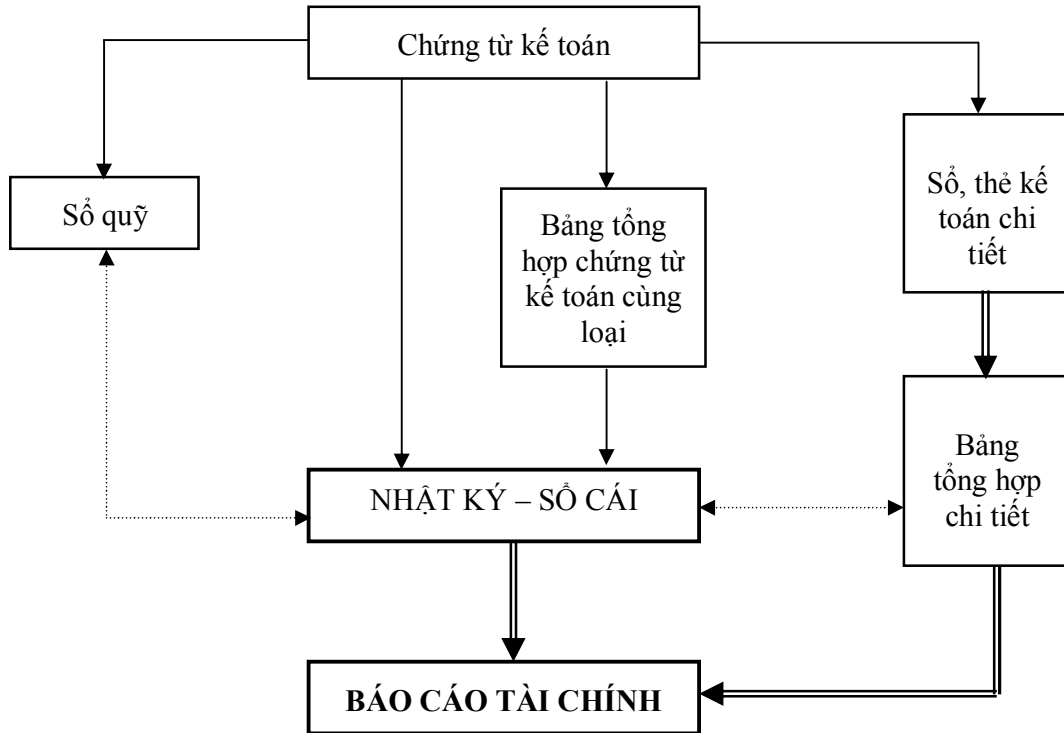 Chứng từ kế toán
Sổ quỹ
Bảng tổng
hợp chứng từ
kế toán cùng
loại
Sổ, thẻ kế
toán chi
tiết
NHẬT KÝ – SỔ CÁI
Bảng
tổng hợp
chi tiết
BÁO CÁO TÀI CHÍNH